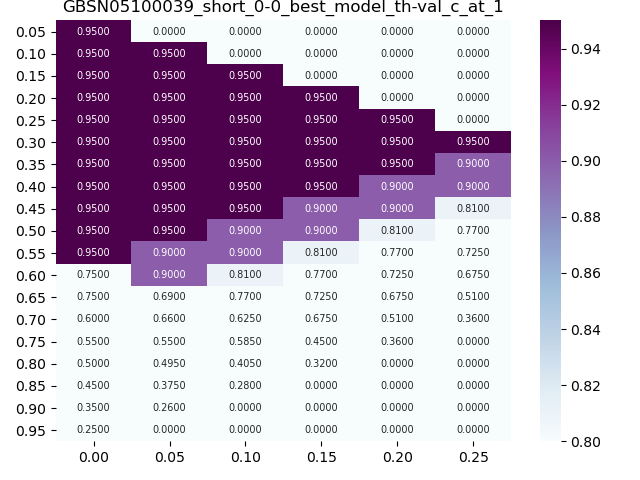 GBSN05100039_short_0-0_best_model_th-val_c_at_1
0.05 0.9500 0.0000 0.0000 0.0000 0.0000 0.0000
0.10 0.9500 0.9500 0.0000 0.0000 0.0000 0.0000
0.15 0.9500 0.9500 0.9500 0.0000 0.0000 0.0000
0.20 0.9500 0.9500 0.9500 0.9500 0.0000 0.0000
0.25 0.9500 0.9500 0.9500 0.9500 0.9500 0.0000
0.30 0.9500 0.9500 0.9500 0.9500 0.9500 0.9500
0.35 0.9500 0.9500 0.9500 0.9500 0.9500 0.9000
0.40 0.9500 0.9500 0.9500 0.9500 0.9000 0.9000
0.45 0.9500 0.9500 0.9500 0.9000 0.9000 0.8100
0.50 0.9500 0.9500 0.9000 0.9000 0.8100 0.7700
0.55 0.9500 0.9000 0.9000 0.8100 0.7700 0.7250
0.60 0.7500 0.9000 0.8100 0.7700 0.7250 0.6750
0.65 0.7500 0.6900 0.7700 0.7250 0.6750 0.5100
0.70 0.6000 0.6600 0.6250 0.6750 0.5100 0.3600
0.75 0.5500 0.5500 0.5850 0.4500 0.3600 0.0000
0.80 0.5000 0.4950 0.4050 0.3200 0.0000 0.0000
0.85 0.4500 0.3750 0.2800 0.0000 0.0000 0.0000
0.90 0.3500 0.2600 0.0000 0.0000 0.0000 0.0000
0.95 0.2500 0.0000 0.0000 0.0000 0.0000 0.0000
0.00 0.05 0.10 0.15 0.20 0.25
0.94
0.92
0.90
0.88
0.86
0.84
0.82
0.80